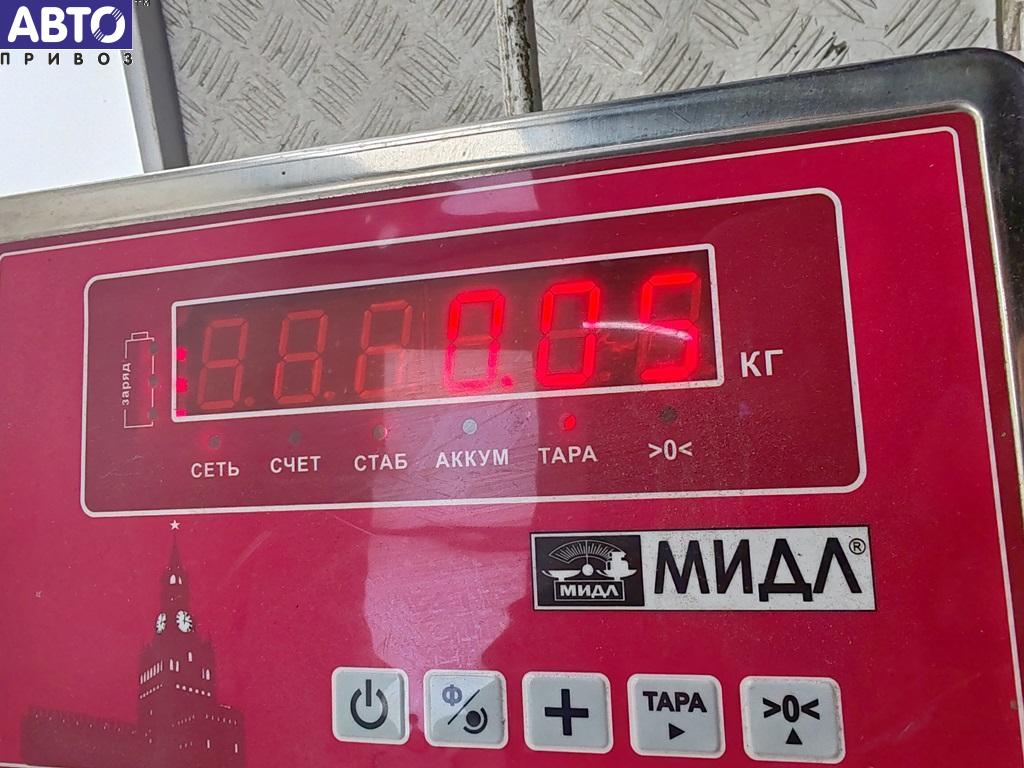 АВТО
ПРИВОЗ
0.05
КГ
заряд
СЕТЬ СЧЕТ СТАБ АККУМ ТАРА >0<
МИДЛ МИДЛ®
Ф ТАРА >0<